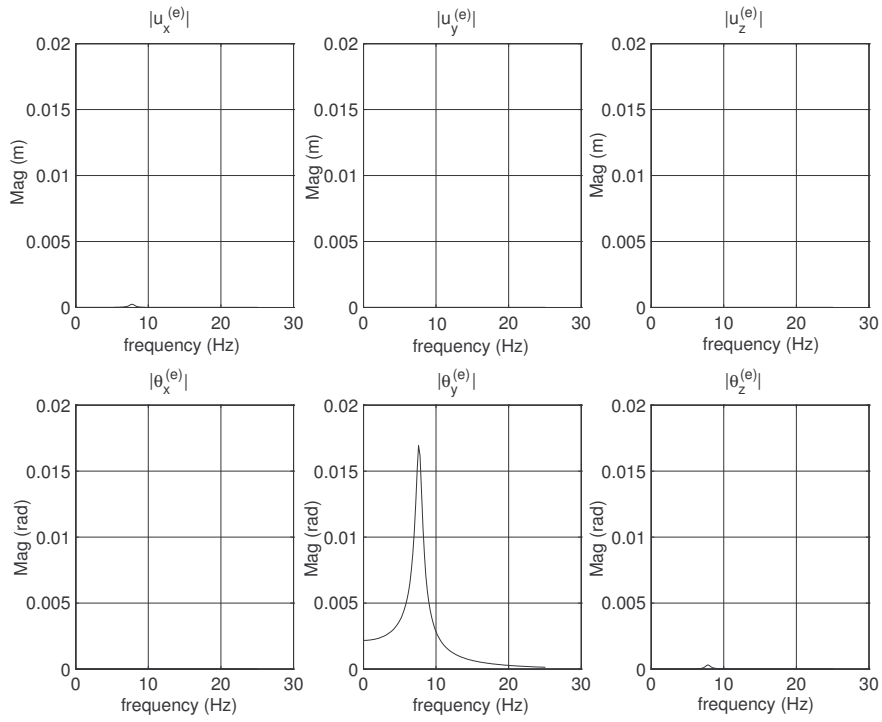 |u_x^(e)| |u_y^(e)| |u_z^(e)|
0.02 0.02 0.02
0.015 0.015 0.015
0.01 0.01 0.01
0.005 0.005 0.005
0 0 0
Mag (m) Mag (m) Mag (m)
0 10 20 30 0 10 20 30 0 10 20 30
frequency (Hz) frequency (Hz) frequency (Hz)
|θ_x^(e)| |θ_y^(e)| |θ_z^(e)|
0.02 0.02 0.02
0.015 0.015 0.015
0.01 0.01 0.01
0.005 0.005 0.005
0 0 0
Mag (rad) Mag (rad) Mag (rad)
0 10 20 30 0 10 20 30 0 10 20 30
frequency (Hz) frequency (Hz) frequency (Hz)